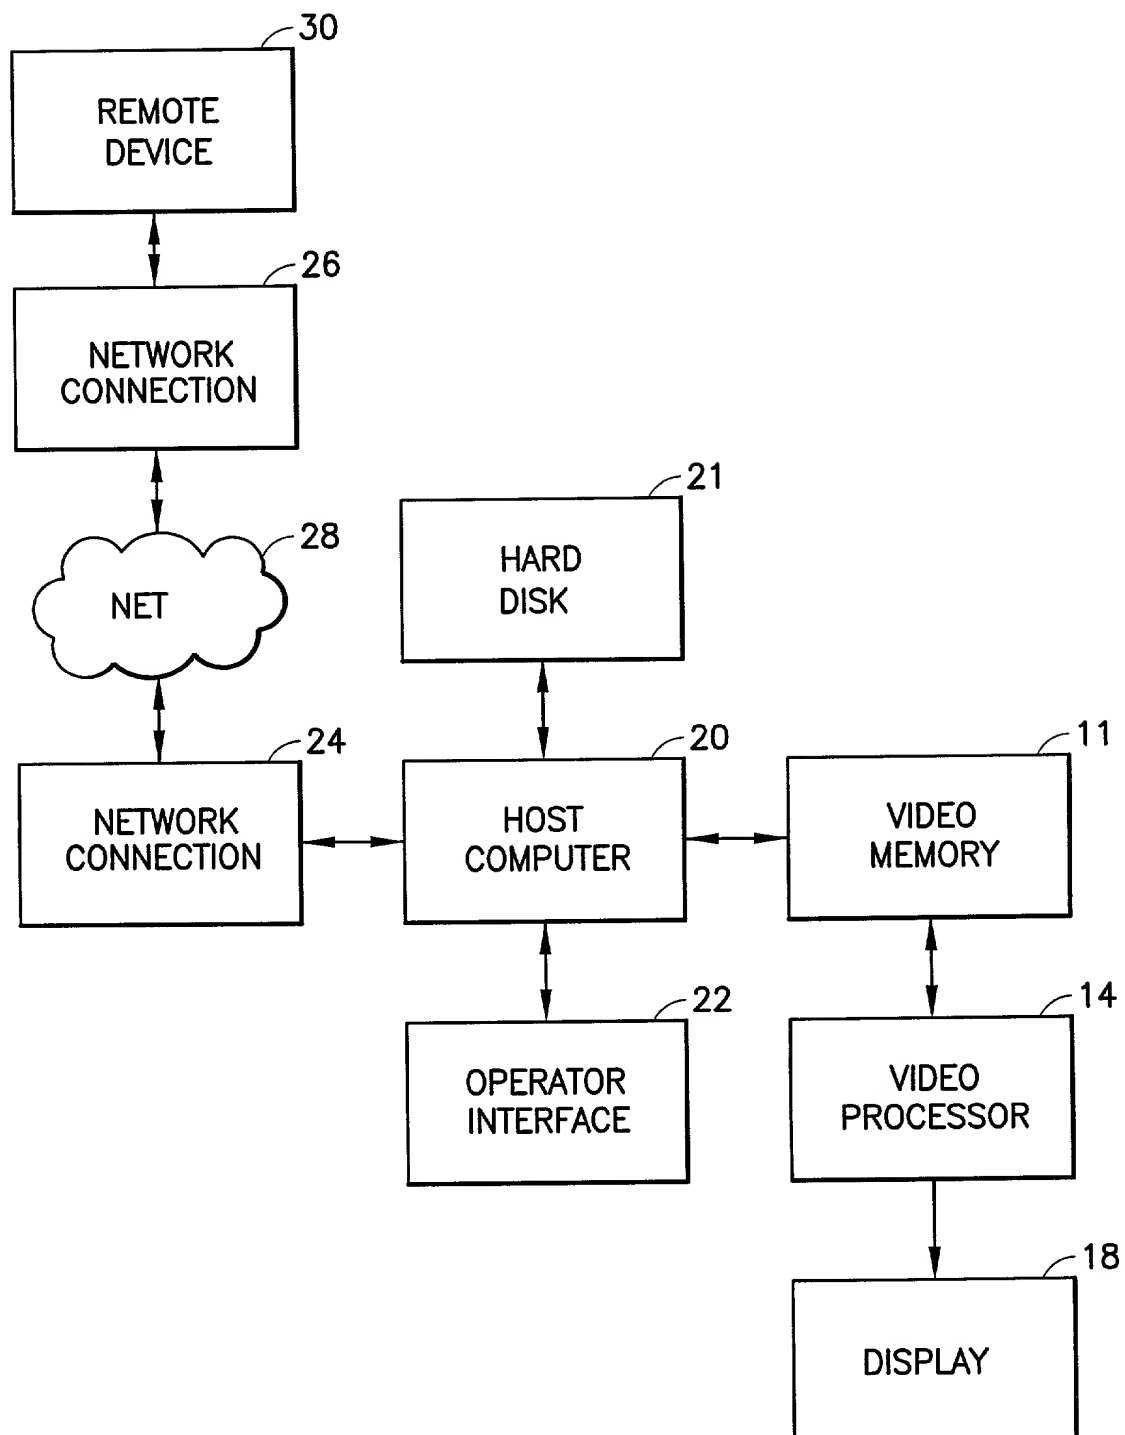 30
REMOTE
DEVICE
26
NETWORK
CONNECTION
28
NET
21
HARD
DISK
24
NETWORK
CONNECTION
20
HOST
COMPUTER
11
VIDEO
MEMORY
22
OPERATOR
INTERFACE
14
VIDEO
PROCESSOR
18
DISPLAY